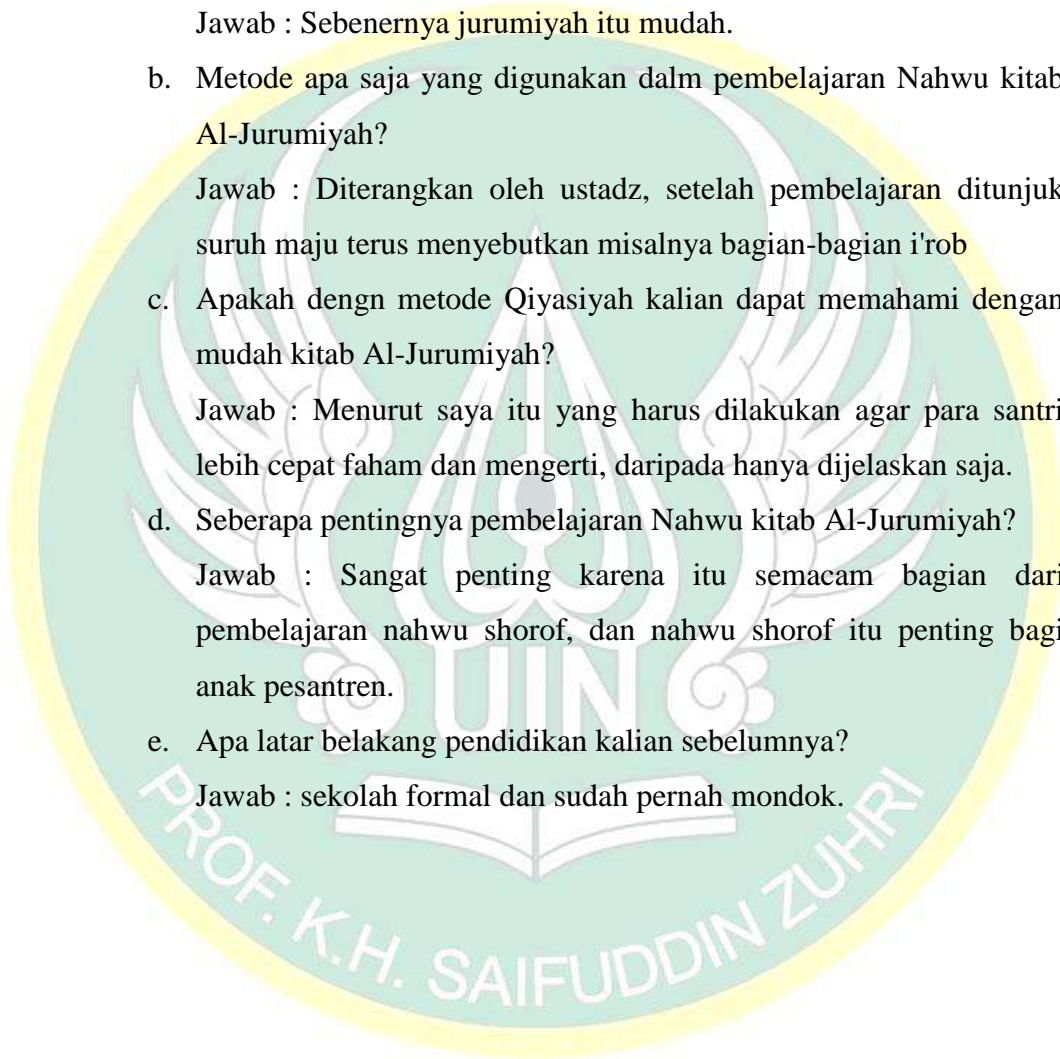 Jawab : Sebenernya jurumiyah itu mudah.
b. Metode apa saja yang digunakan dalm pembelajaran Nahwu kitab
Al-Jurumiyah?
Jawab : Diterangkan oleh ustadz, setelah pembelajaran ditunjuk
suruh maju terus menyebutkan misalnya bagian-bagian i'rob
c. Apakah dengn metode Qiyasiyah kalian dapat memahami dengan
mudah kitab Al-Jurumiyah?
Jawab : Menurut saya itu yang harus dilakukan agar para santri
lebih cepat faham dan mengerti, daripada hanya dijelaskan saja.
d. Seberapa pentingnya pembelajaran Nahwu kitab Al-Jurumiyah?
Jawab : Sangat penting karena itu semacam bagian dari
pembelajaran nahwu shorof, dan nahwu shorof itu penting bagi
anak pesantren.
e. Apa latar belakang pendidikan kalian sebelumnya?
Jawab : sekolah formal dan sudah pernah mondok.
UIN
PROF. K.H. SAIFUDDIN ZUHRI